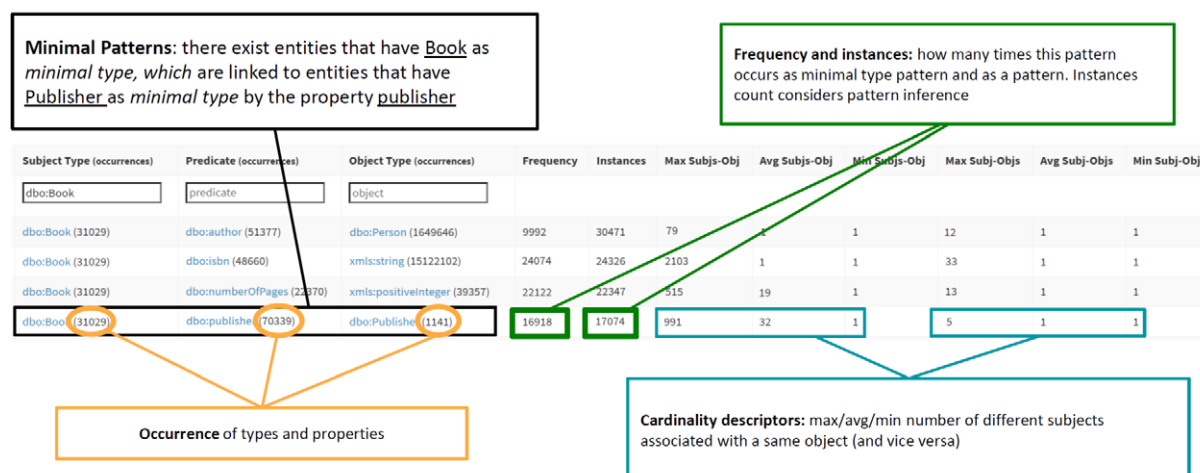 Minimal Patterns: there exist entities that have Book as
minimal type, which are linked to entities that have
Publisher as minimal type by the property publisher
Frequency and instances: how many times this pattern
occurs as minimal type pattern and as a pattern. Instances
count considers pattern inference
Subject Type (occurrences) Predicate (occurrences) Object Type (occurrences) Frequency Instances Max Subjs-Obj Avg Subjs-Obj Min Subjs-Obj Max Subj-Objs Avg Subj-Objs Min Subj-Obj
dbo:Book predicate object
dbo:Book (31029) dbo:author (51377) dbo:Person (1649646) 9992 30471 79 1 1 12 1 1
dbo:Book (31029) dbo:isbn (48660) xmls:string (15122102) 24074 24326 2103 1 1 33 1 1
dbo:Book (31029) dbo:numberOfPages (22370) xmls:positiveInteger (39357) 22122 22347 515 19 1 13 1 1
dbo:Book (31029) dbo:publishe (70339) dbo:Publishe (1141) 16918 17074 991 32 1 5 1 1
Occurrence of types and properties
Cardinality descriptors: max/avg/min number of different subjects
associated with a same object (and vice versa)